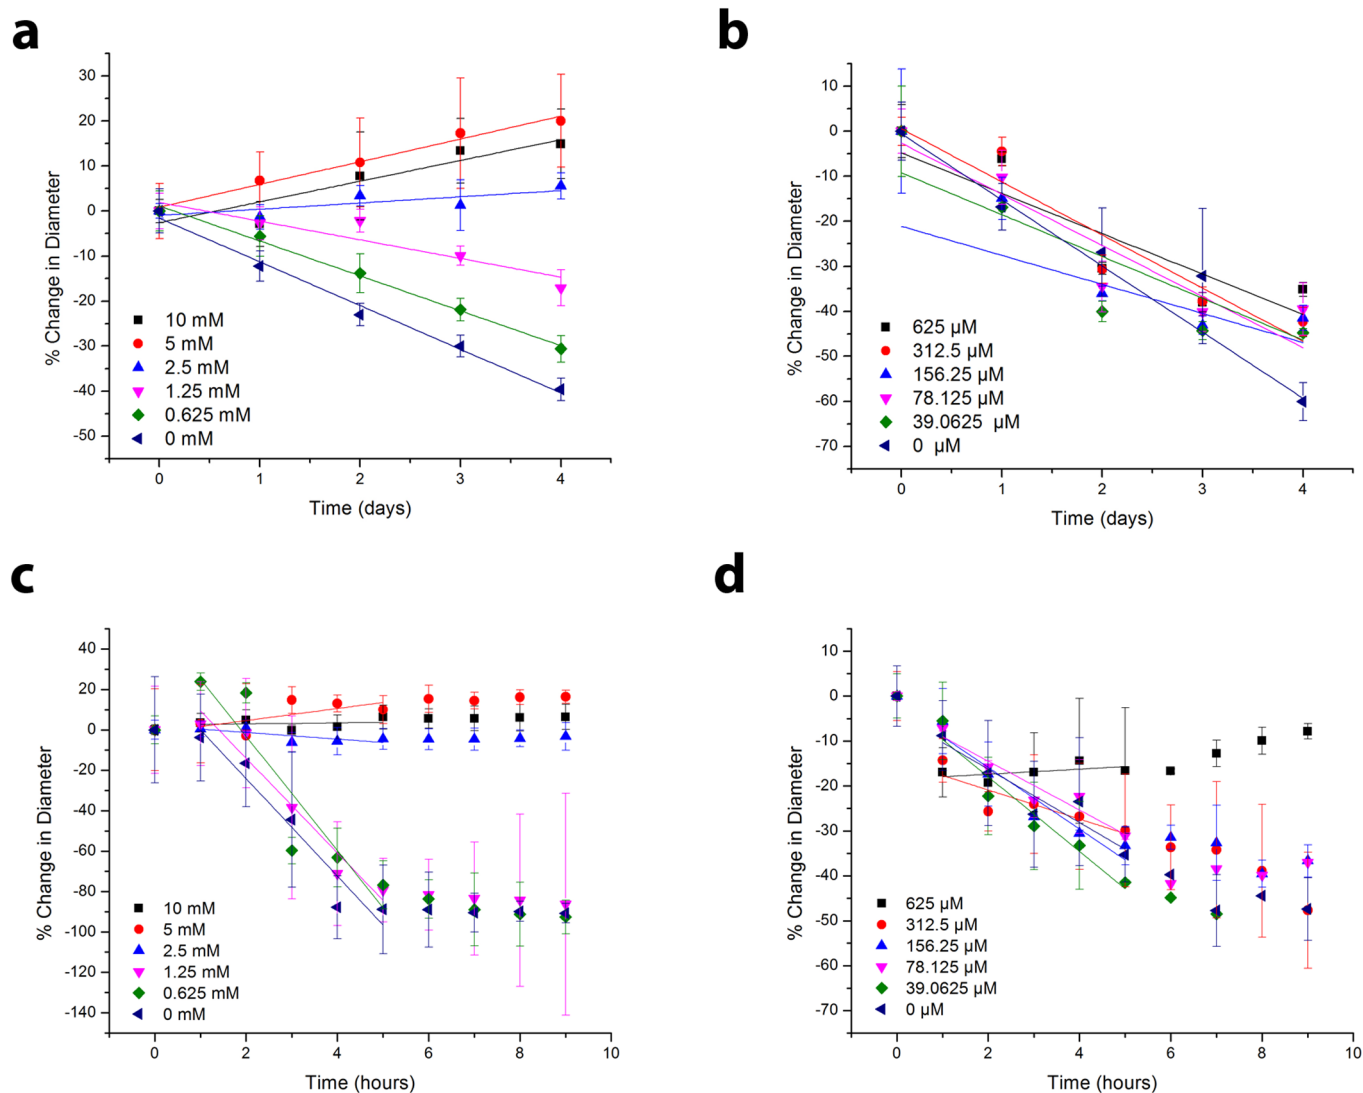 a
% Change in Diameter
30
20
10
0
-10
-20
-30
-40
-50
10 mM
5 mM
2.5 mM
1.25 mM
0.625 mM
0 mM
0 1 2 3 4
Time (days)
b
% Change in Diameter
10
0
-10
-20
-30
-40
-50
-60
-70
625 µM
312.5 µM
156.25 µM
78.125 µM
39.0625 µM
0 µM
0 1 2 3 4
Time (days)
c
% Change in Diameter
40
20
0
-20
-40
-60
-80
-100
-120
-140
10 mM
5 mM
2.5 mM
1.25 mM
0.625 mM
0 mM
0 2 4 6 8 10
Time (hours)
d
% Change in Diameter
10
0
-10
-20
-30
-40
-50
-60
-70
625 µM
312.5 µM
156.25 µM
78.125 µM
39.0625 µM
0 µM
0 2 4 6 8 10
Time (hours)